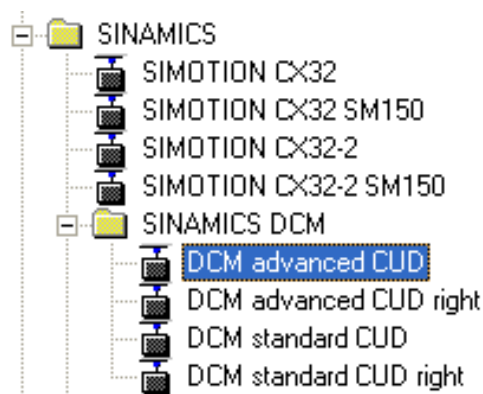 SINAMICS
SIMOTION CX32
SIMOTION CX32 SM150
SIMOTION CX32-2
SIMOTION CX32-2 SM150
SINAMICS DCM
DCM advanced CUD
DCM advanced CUD right
DCM standard CUD
DCM standard CUD right